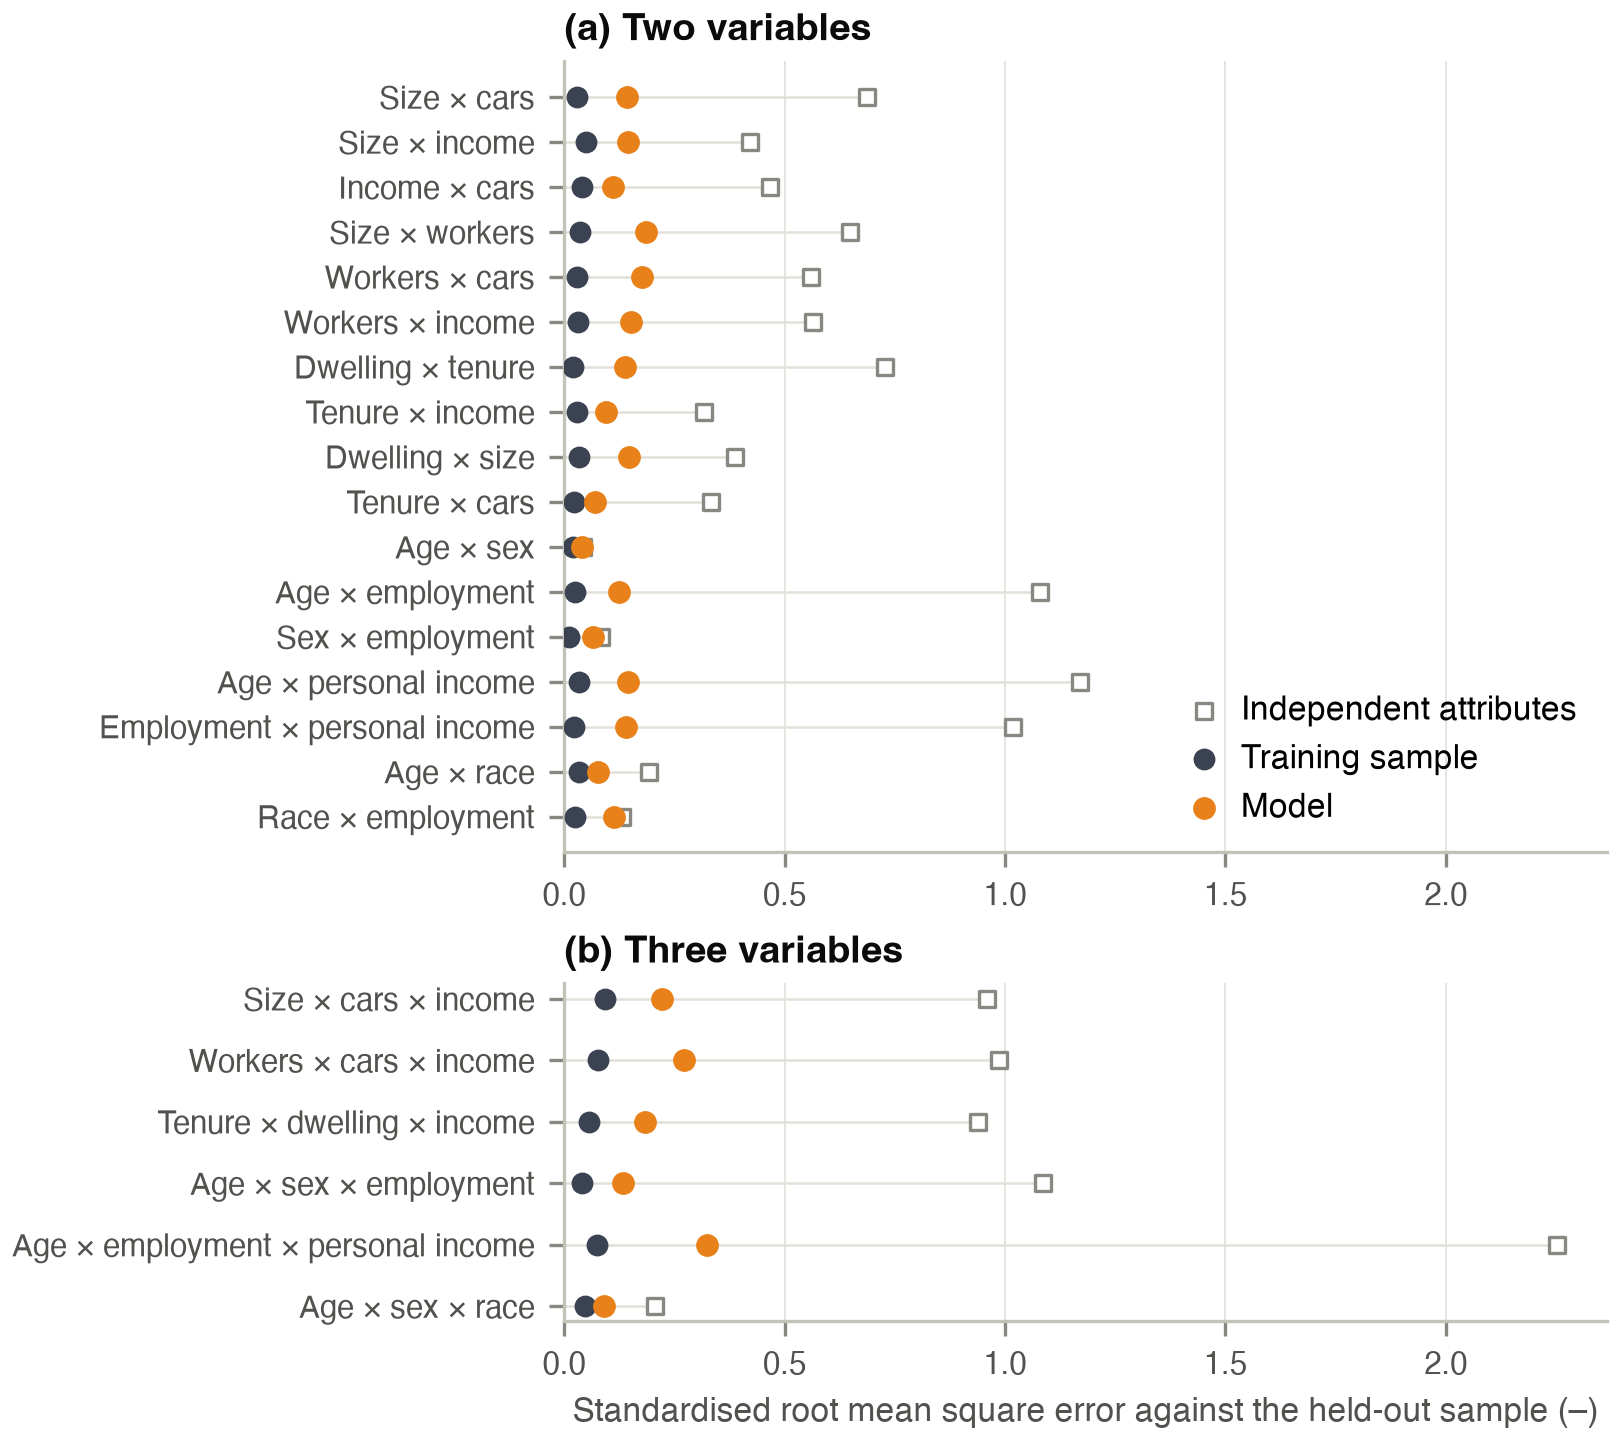 (a) Two variables
Size × cars
Size × income
Income × cars
Size × workers
Workers × cars
Workers × income
Dwelling × tenure
Tenure × income
Dwelling × size
Tenure × cars
Age × sex
Age × employment
Sex × employment
Age × personal income
Employment × personal income
Age × race
Race × employment
Independent attributes
Training sample
Model
0.0 0.5 1.0 1.5 2.0
(b) Three variables
Size × cars × income
Workers × cars × income
Tenure × dwelling × income
Age × sex × employment
Age × employment × personal income
Age × sex × race
0.0 0.5 1.0 1.5 2.0
Standardised root mean square error against the held-out sample (–)